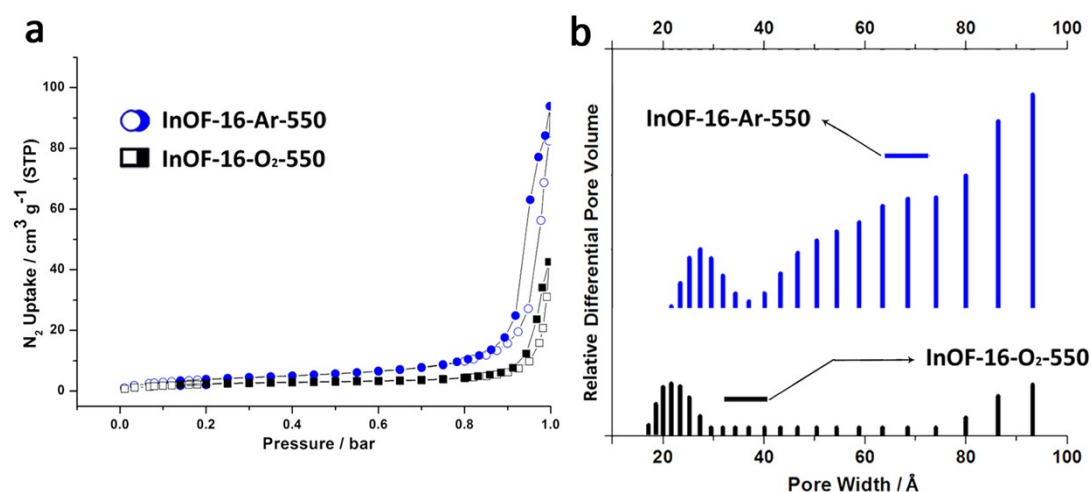 a
N₂ Uptake / cm³ g⁻¹ (STP)
100
80
60
40
20
0
InOF-16-Ar-550
InOF-16-O₂-550
0.0 0.2 0.4 0.6 0.8 1.0
Pressure / bar
b
20 40 60 80 100
Relative Differential Pore Volume
InOF-16-Ar-550
InOF-16-O₂-550
20 40 60 80 100
Pore Width / Å